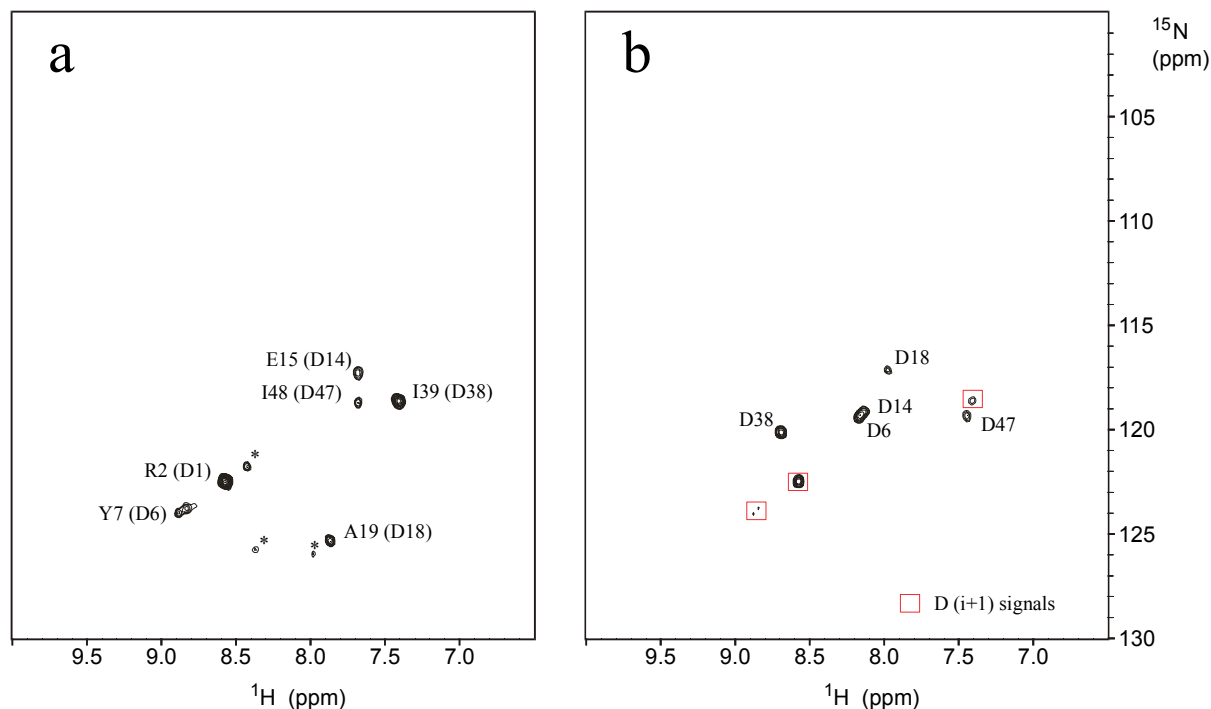 a
E15 (D14)
I48 (D47)
I39 (D38)
*
R2 (D1)
Y7 (D6)
*
*
A19 (D18)
9.5 9.0 8.5 8.0 7.5 7.0
1H (ppm)
b
D18
D14
D38
D6
D47
D (i+1) signals
9.5 9.0 8.5 8.0 7.5 7.0
1H (ppm)
15N
(ppm)
105
110
115
120
125
130